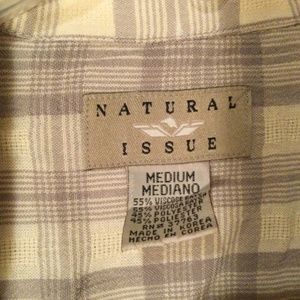 NATURAL
ISSUE
MEDIUM
MEDIANO
55% VISCOSE
45% POLYESTER
45% POLIESTER
MADE IN KOREA
HECHO EN COREA